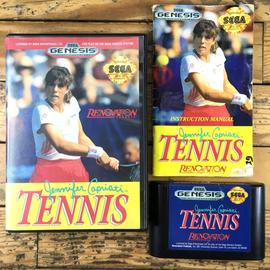 SEGA
GENESIS
SEGA
RENOVATION
Jennifer Capriati
TENNIS
SEGA
GENESIS
SEGA
INSTRUCTION MANUAL
Jennifer Capriati
TENNIS
RENOVATION
SEGA
GENESIS
SEGA
Jennifer Capriati
TENNIS
RENOVATION